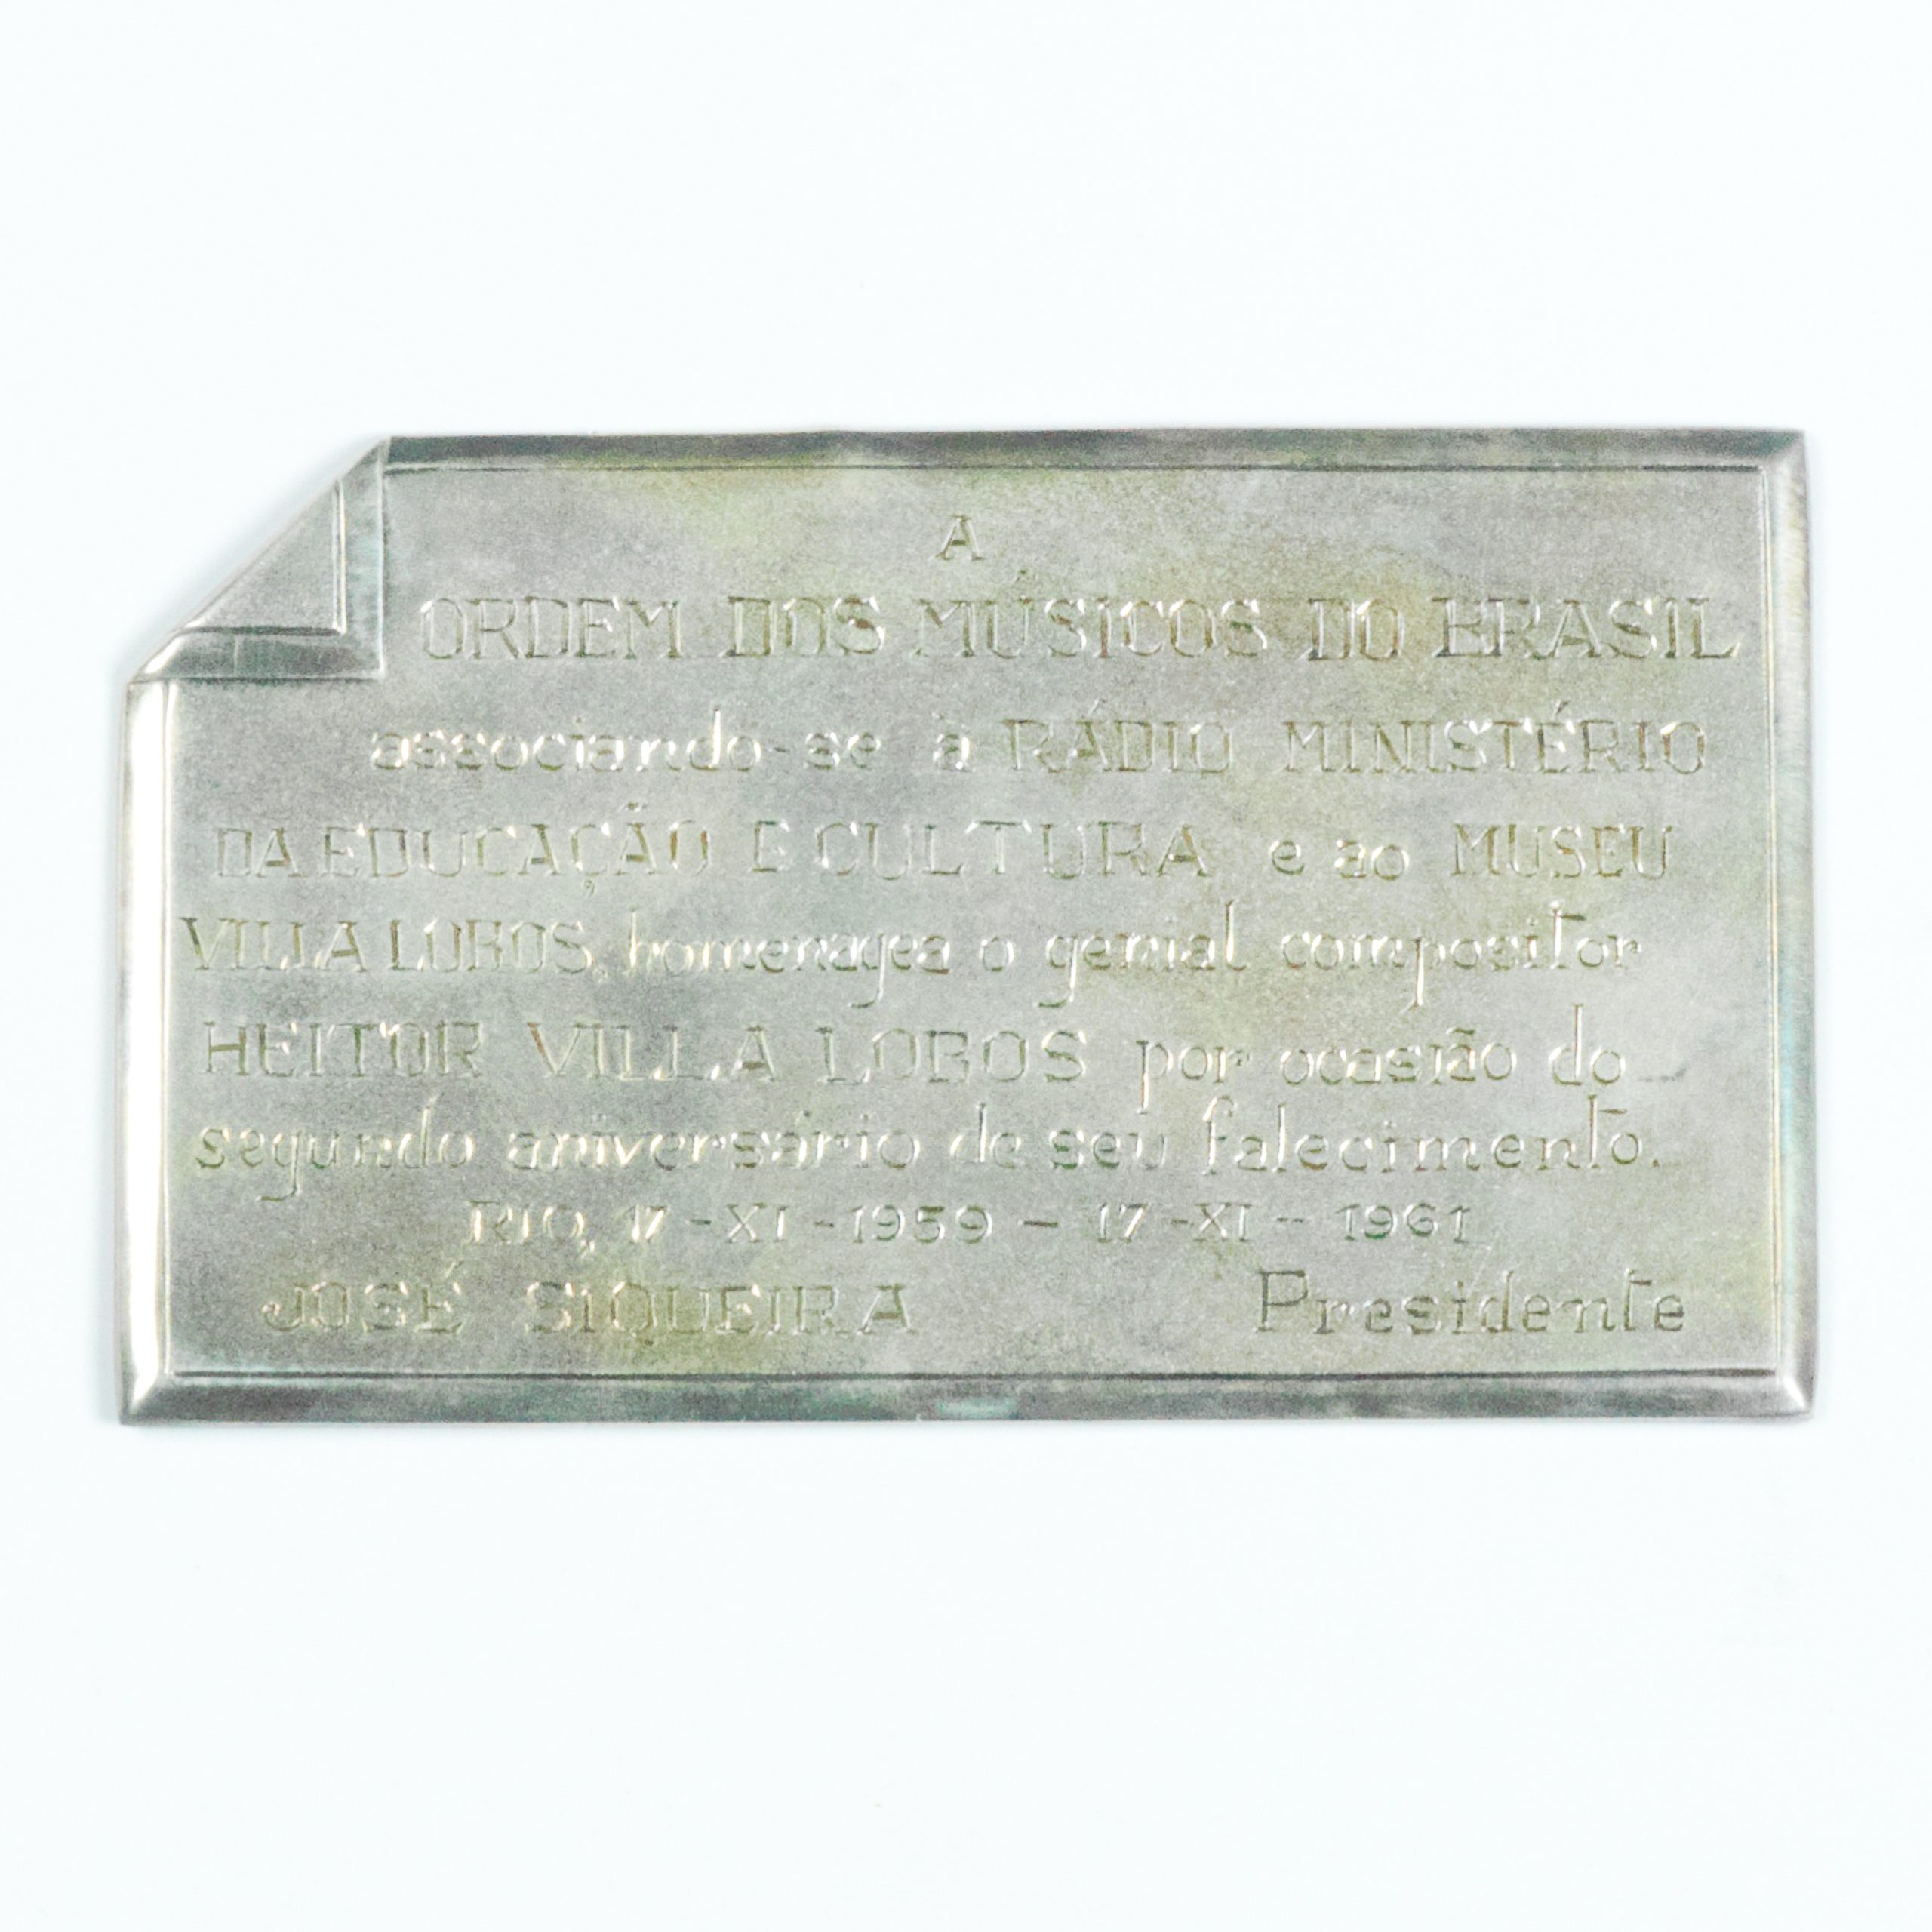 A
ORDEM DOS MÚSICOS DO BRASIL
associando-se à RÁDIO MINISTÉRIO
DA EDUCAÇÃO E CULTURA e ao MUSEU
VILLA LOBOS, homenagea o genial compositor
HEITOR VILLA LOBOS por ocasião do
segundo aniversário de seu falecimento.
RIO, 17-XI-1959 - 17-XI-1961
JOSÉ SIQUEIRA Presidente